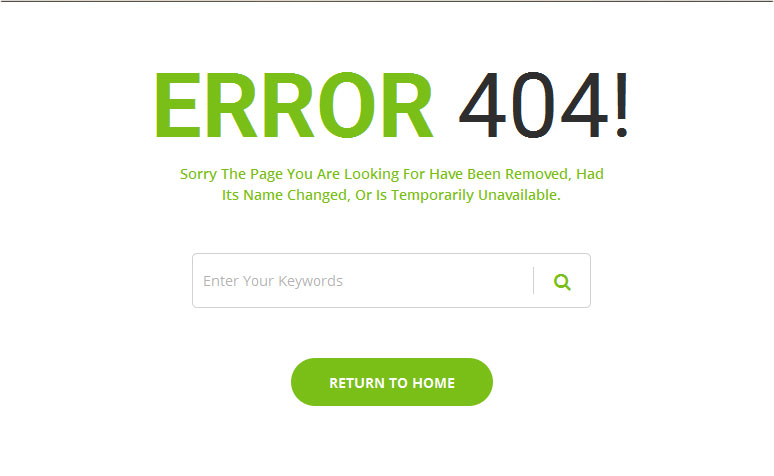 ERROR 404!
Sorry The Page You Are Looking For Have Been Removed, Had
Its Name Changed, Or Is Temporarily Unavailable.
Enter Your Keywords
RETURN TO HOME